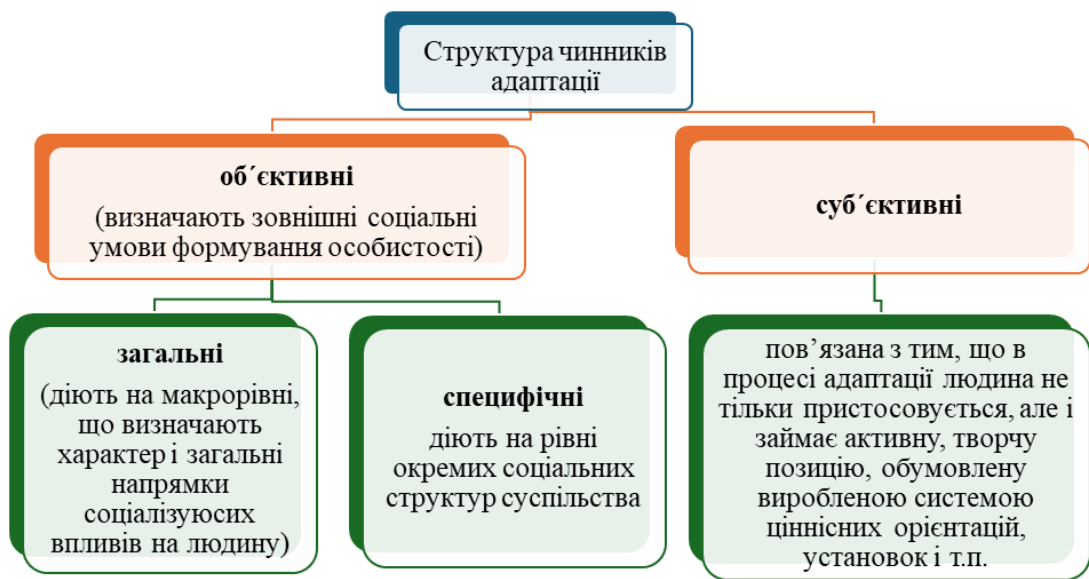 Структура чинників
адаптації
об´єктивні
(визначають зовнішні соціальні
умови формування особистості)
суб´єктивні
загальні
(діють на макрорівні,
що визначають
характер і загальні
напрямки
соціалізуюсих
впливів на людину)
специфічні
діють на рівні
окремих соціальних
структур суспільства
пов’язана з тим, що в
процесі адаптації людина не
тільки пристосовується, але і
займає активну, творчу
позицію, обумовлену
виробленою системою
ціннісних орієнтацій,
установок і т.п.